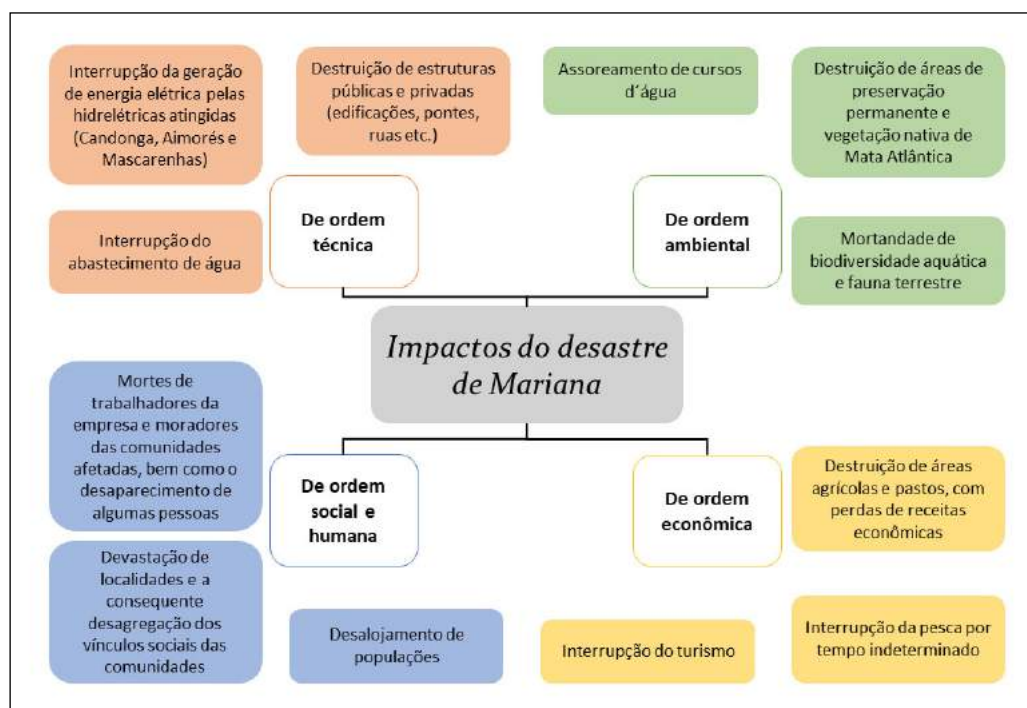 Interrupção da geração
de energia elétrica pelas
hidrelétricas atingidas
(Candonga, Aimorés e
Mascarenhas)
Destruição de estruturas
públicas e privadas
(edificações, pontes,
ruas etc.)
Assoreamento de cursos
d´água
Destruição de áreas de
preservação
permanente e
vegetação nativa de
Mata Atlântica
Interrupção do
abastecimento de água
De ordem
técnica
De ordem
ambiental
Mortandade de
biodiversidade aquática
e fauna terrestre
Impactos do desastre
de Mariana
Mortes de
trabalhadores da
empresa e moradores
das comunidades
afetadas, bem como o
desaparecimento de
algumas pessoas
De ordem
social e
humana
De ordem
econômica
Destruição de áreas
agrícolas e pastos, com
perdas de receitas
econômicas
Devastação de
localidades e a
consequente
desagregação dos
vínculos sociais das
comunidades
Desalojamento de
populações
Interrupção do turismo
Interrupção da pesca por
tempo indeterminado